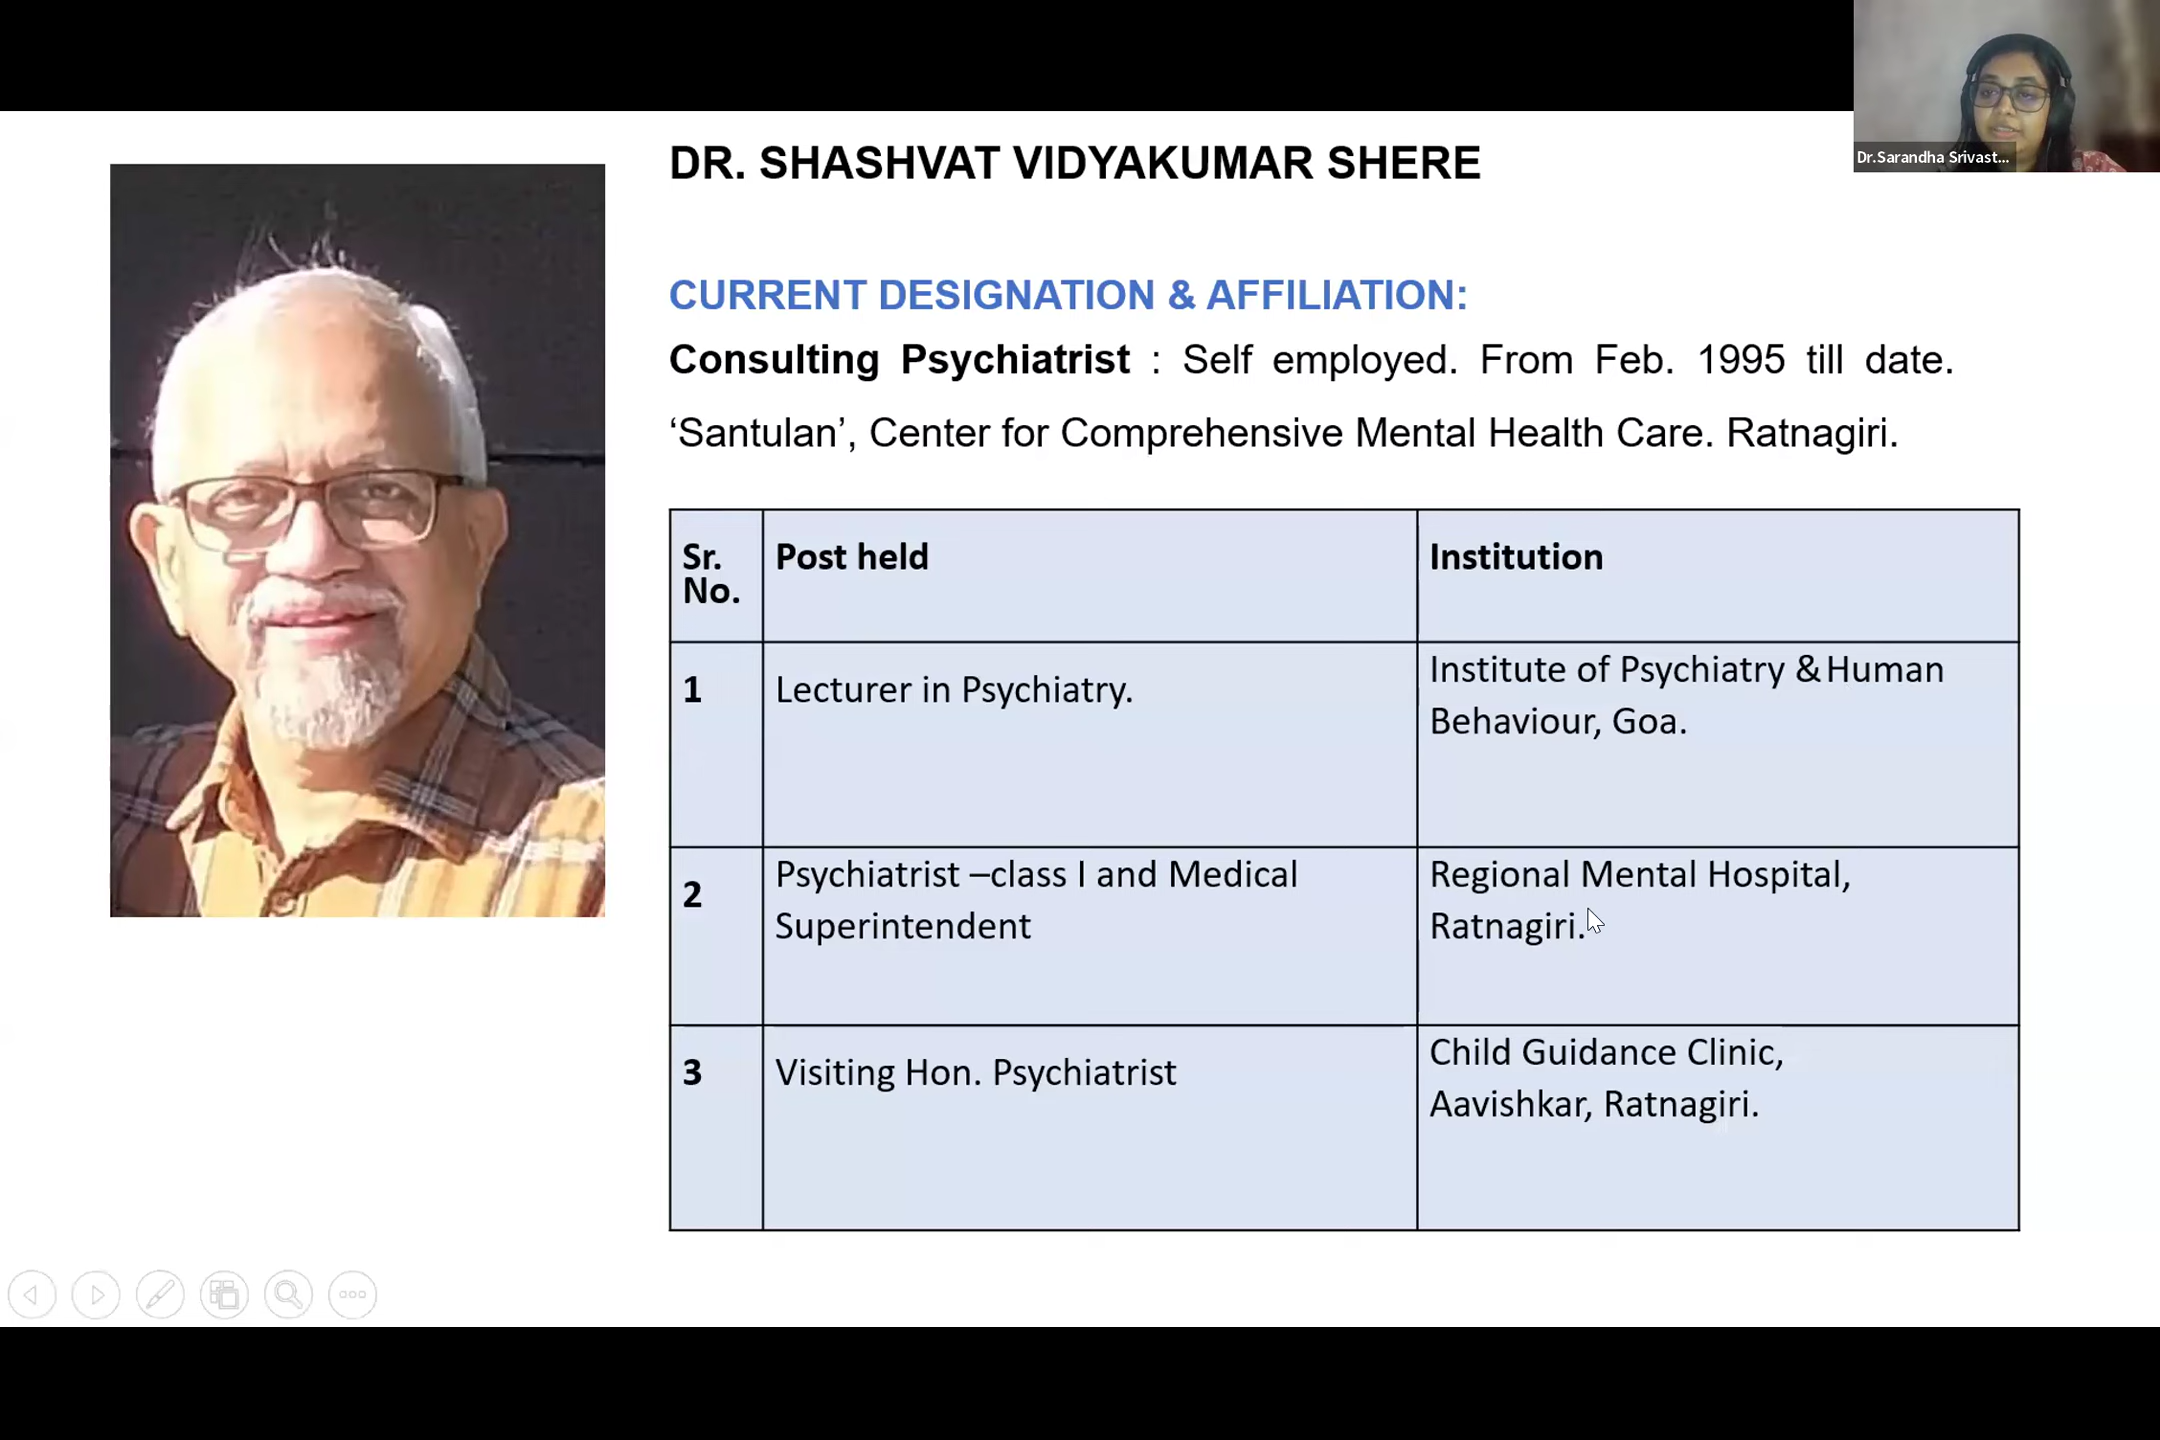 DR. SHASHVAT VIDYAKUMAR SHERE
Dr.Sarandha Srivast...
CURRENT DESIGNATION & AFFILIATION:
Consulting Psychiatrist : Self employed. From Feb. 1995 till date.
‘Santulan’, Center for Comprehensive Mental Health Care. Ratnagiri.
Sr. No.
Post held
Institution
1
Lecturer in Psychiatry.
Institute of Psychiatry & Human
Behaviour, Goa.
2
Psychiatrist –class I and Medical
Superintendent
Regional Mental Hospital,
Ratnagiri.
3
Visiting Hon. Psychiatrist
Child Guidance Clinic,
Aavishkar, Ratnagiri.